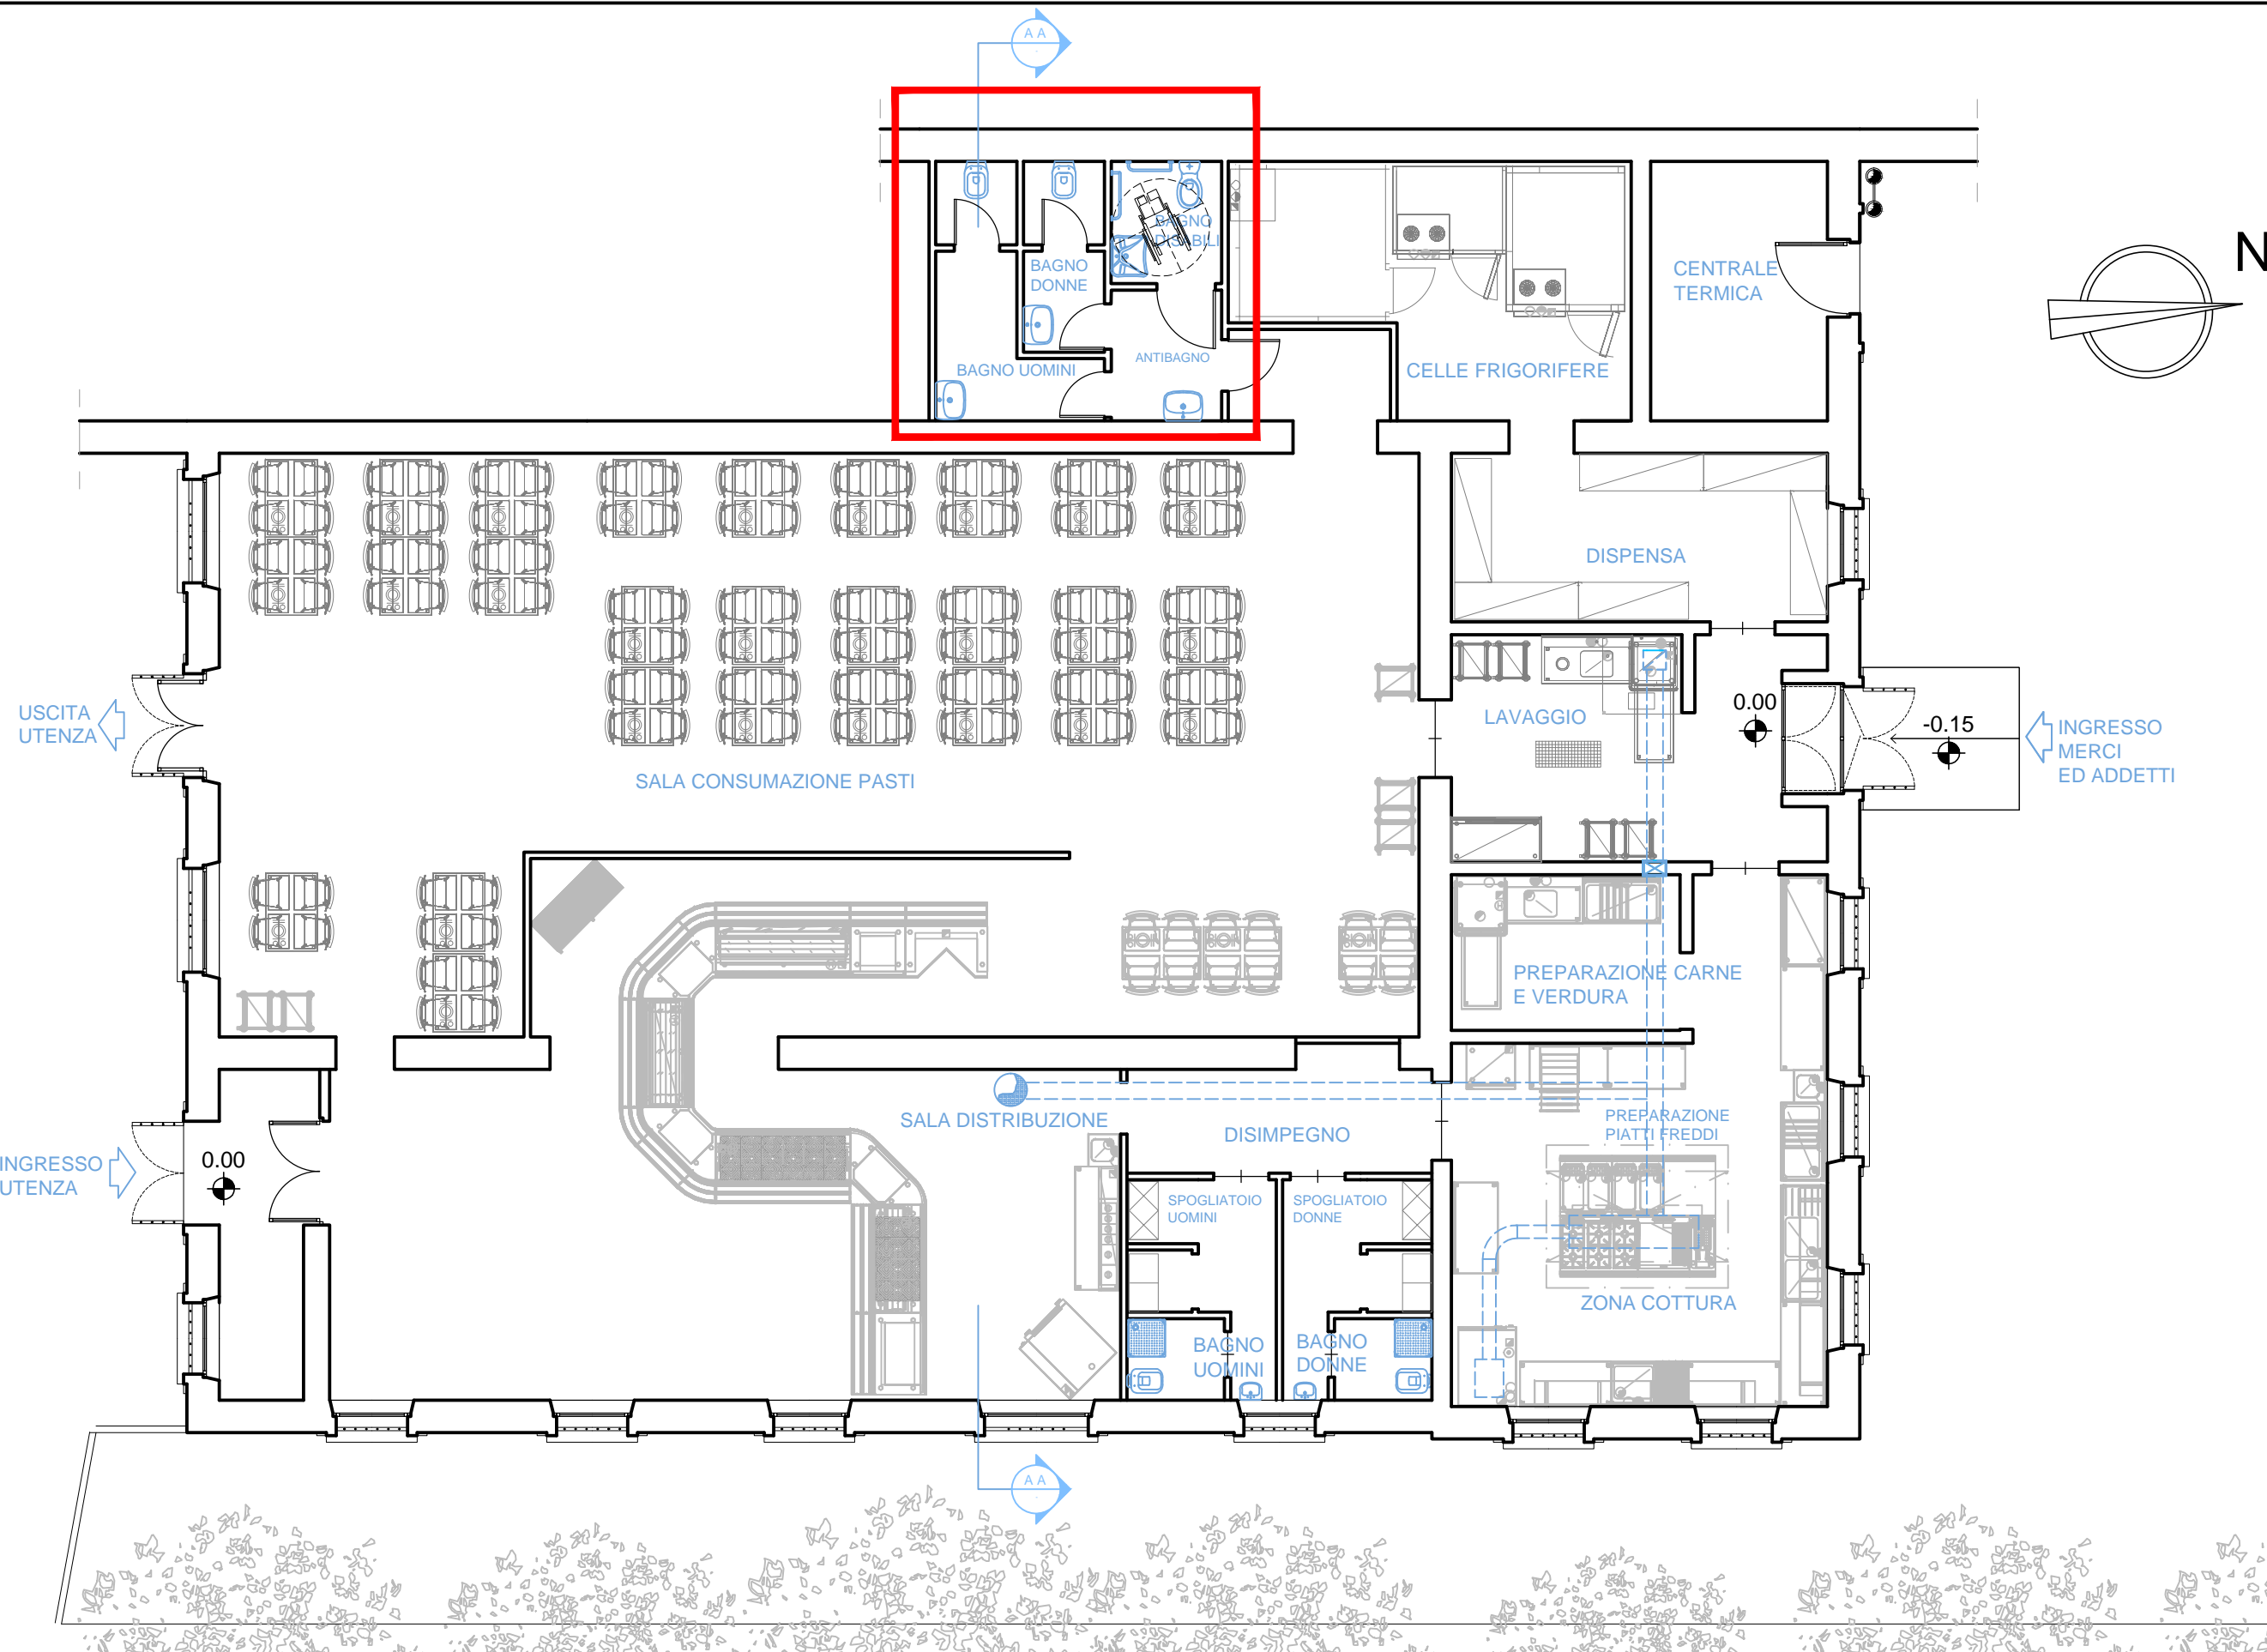 A A
N
BAGNO
DISABILI
BAGNO
DONNE
CENTRALE
TERMICA
ANTIBAGNO
BAGNO UOMINI
CELLE FRIGORIFERE
DISPENSA
USCITA
UTENZA
LAVAGGIO
0.00
-0.15
INGRESSO
MERCI
ED ADDETTI
SALA CONSUMAZIONE PASTI
PREPARAZIONE CARNE
E VERDURA
SALA DISTRIBUZIONE
DISIMPEGNO
PREPARAZIONE
PIATTI FREDDI
INGRESSO
UTENZA
0.00
SPOGLIATOIO
UOMINI
SPOGLIATOIO
DONNE
ZONA COTTURA
BAGNO
UOMINI
BAGNO
DONNE
A A